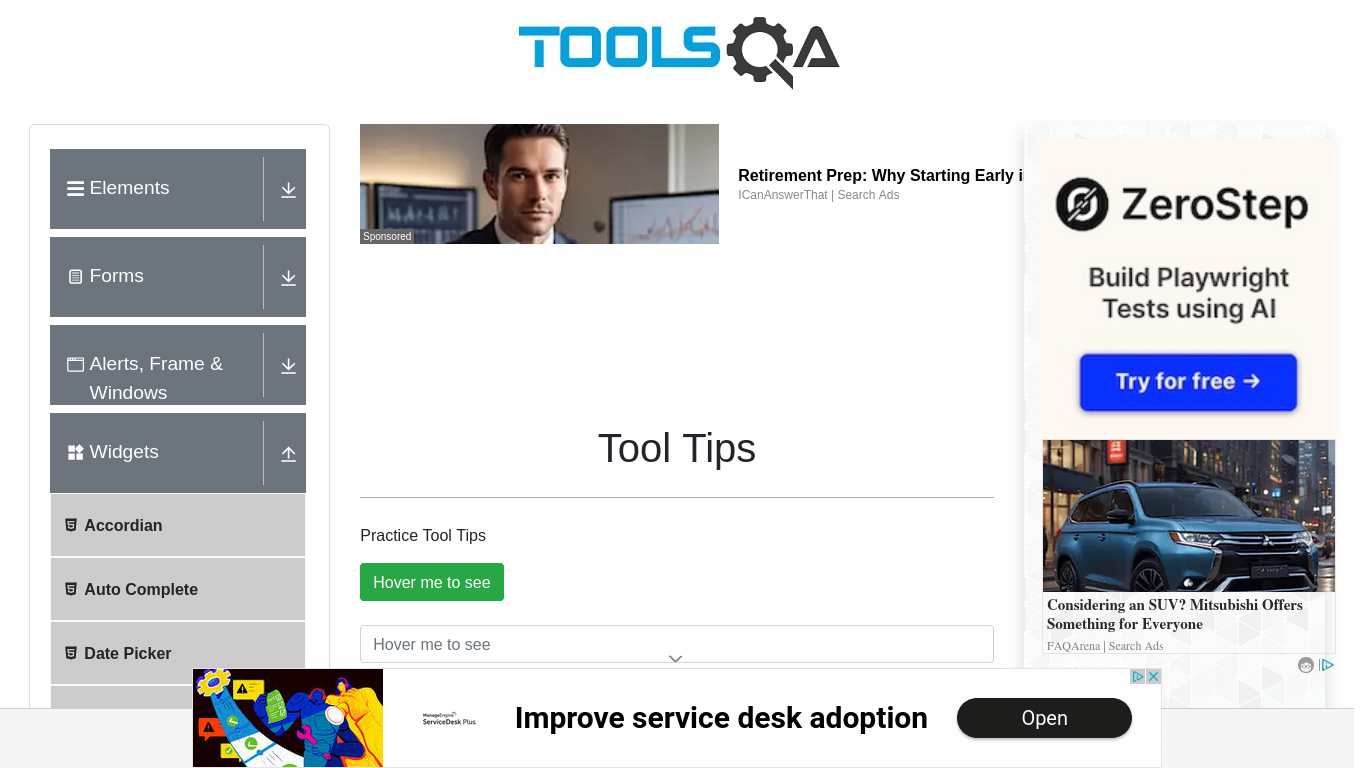 TOOLSQA
Elements
Forms
Alerts, Frame &
Windows
Widgets
Accordian
Auto Complete
Date Picker
Sponsored
Retirement Prep: Why Starting Early i
ICanAnswerThat | Search Ads
Tool Tips
Practice Tool Tips
Hover me to see
Hover me to see
ZeroStep
Build Playwright
Tests using AI
Try for free →
Considering an SUV? Mitsubishi Offers
Something for Everyone
FAQArena | Search Ads
ManageEngine
ServiceDesk Plus
Improve service desk adoption
Open